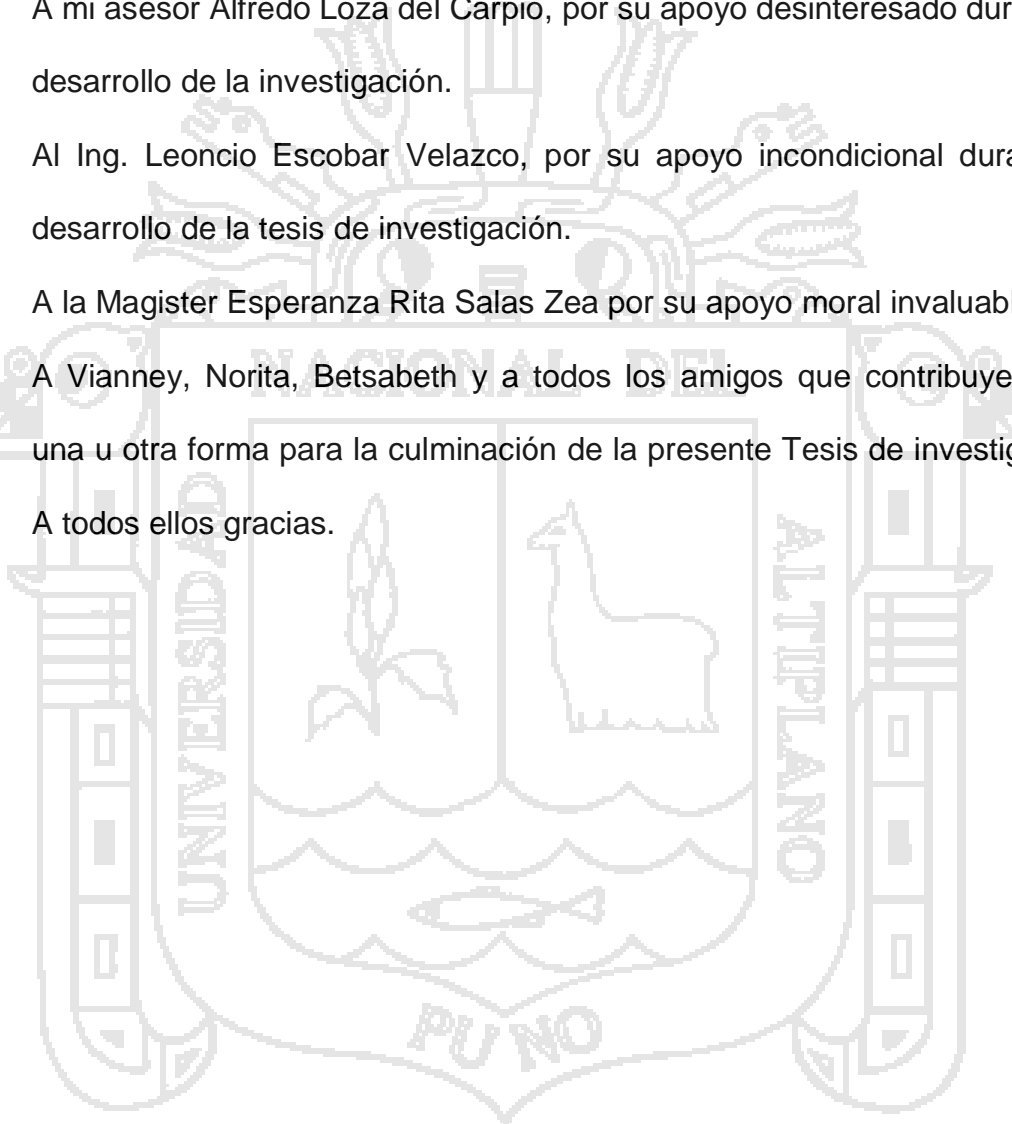 A mi asesor Alfredo Loza del Carpio, por su apoyo desinteresado dur
desarrollo de la investigación.
Al Ing. Leoncio Escobar Velazco, por su apoyo incondicional dura
desarrollo de la tesis de investigación.
A la Magister Esperanza Rita Salas Zea por su apoyo moral invaluabl
NACIONAL DEL
A Vianney, Norita, Betsabeth y a todos los amigos que contribuye
una u otra forma para la culminación de la presente Tesis de investig
A todos ellos gracias.
UNIVERSIDAD
ALTIPLANO
PUNO